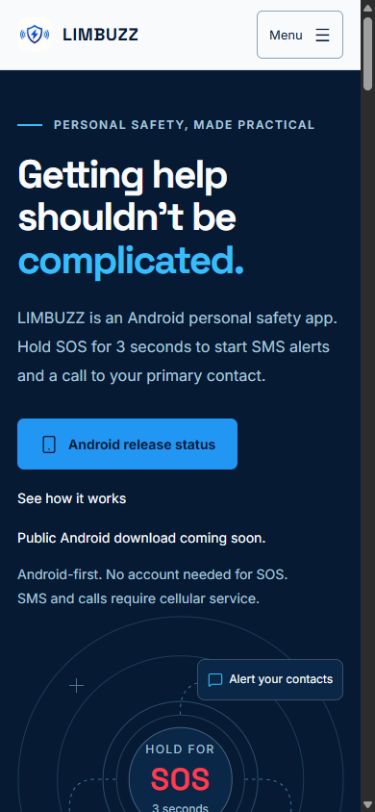 LIMBUZZ
Menu
PERSONAL SAFETY, MADE PRACTICAL
Getting help
shouldn’t be
complicated.
LIMBUZZ is an Android personal safety app.
Hold SOS for 3 seconds to start SMS alerts
and a call to your primary contact.
Android release status
See how it works
Public Android download coming soon.
Android-first. No account needed for SOS.
SMS and calls require cellular service.
Alert your contacts
HOLD FOR
SOS
3 seconds